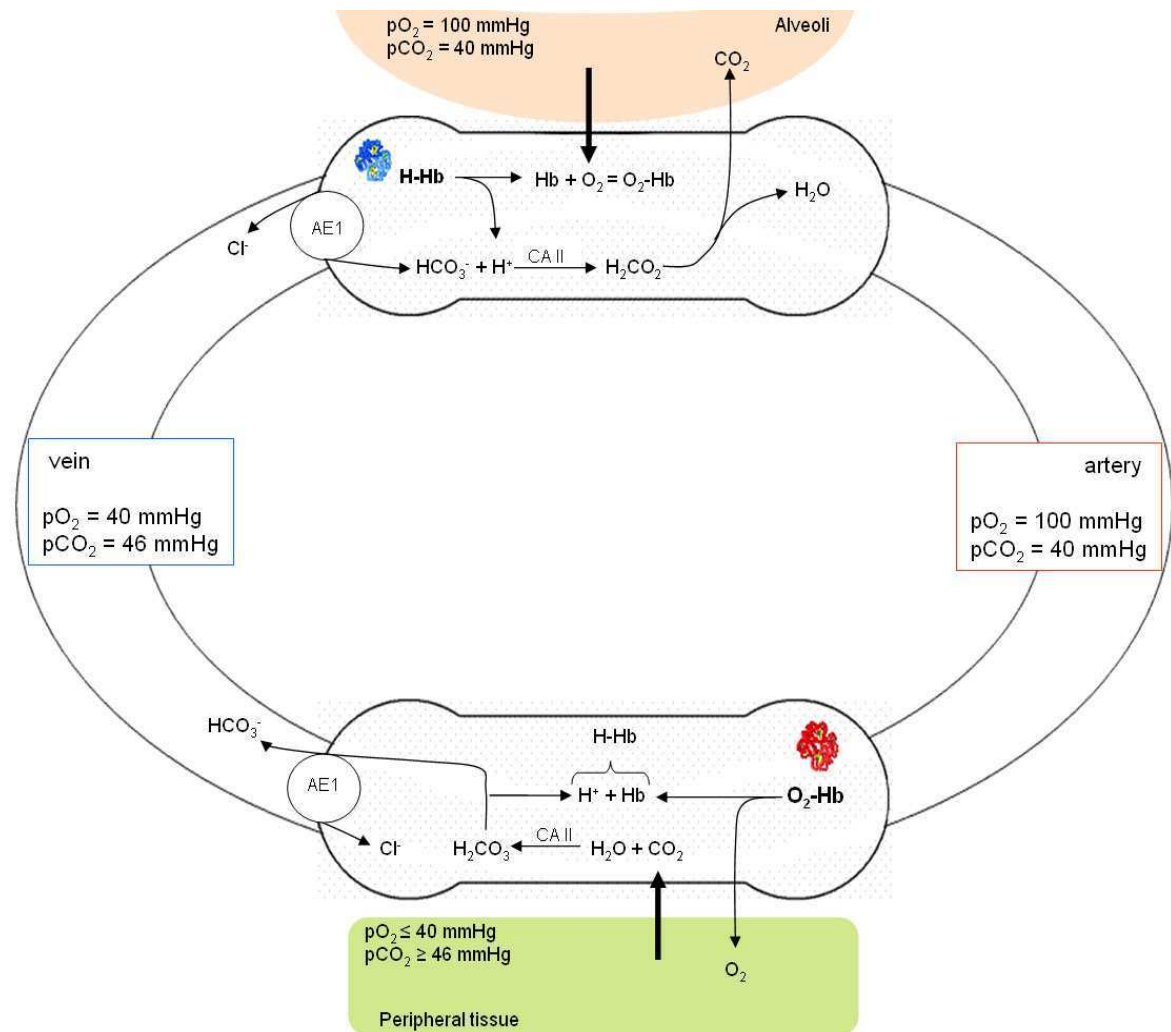 pO₂ = 100 mmHg
pCO₂ = 40 mmHg
Alveoli
CO₂
H-Hb
Hb + O₂ = O₂-Hb
H₂O
AE1
Cl⁻
HCO₃⁻ + H⁺
CA II
H₂CO₂
vein
pO₂ = 40 mmHg
pCO₂ = 46 mmHg
artery
pO₂ = 100 mmHg
pCO₂ = 40 mmHg
HCO₃⁻
H-Hb
AE1
H⁺ + Hb
O₂-Hb
Cl⁻
H₂CO₃
CA II
H₂O + CO₂
pO₂ ≤ 40 mmHg
pCO₂ ≥ 46 mmHg
O₂
Peripheral tissue